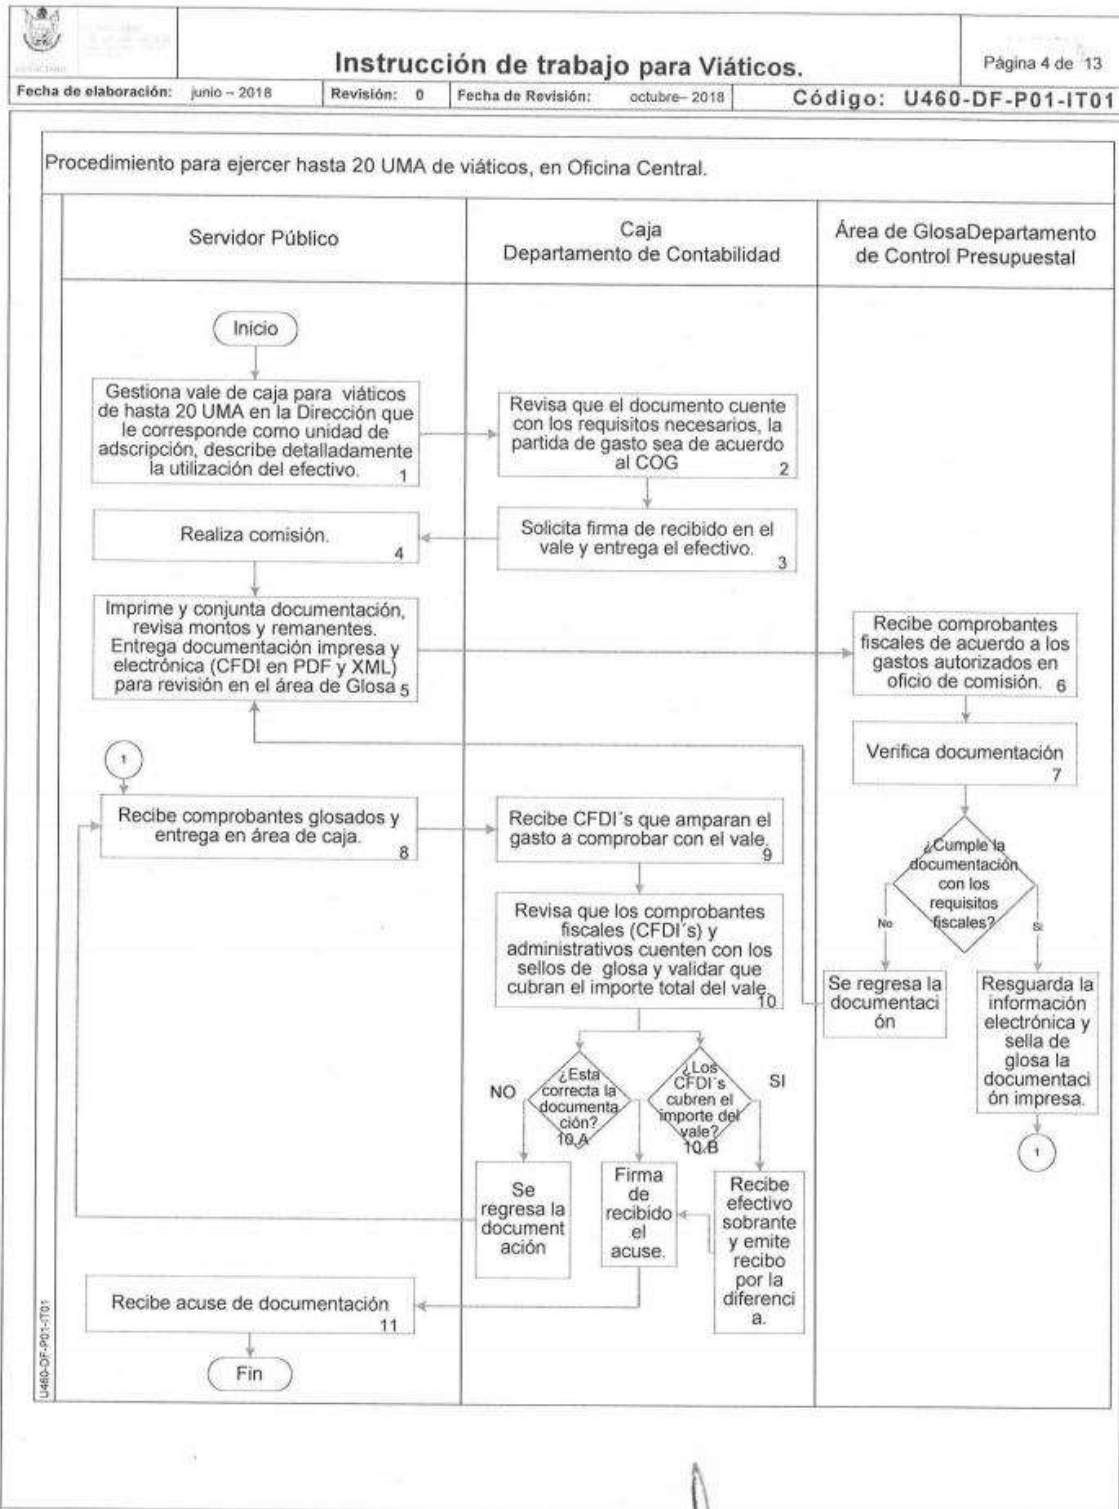 Instrucción de trabajo para Viáticos.
Página 4 de 13
Fecha de elaboración: junio – 2018
Revisión: 0
Fecha de Revisión: octubre– 2018
Código: U460-DF-P01-IT01
Procedimiento para ejercer hasta 20 UMA de viáticos, en Oficina Central.
Servidor Público
Caja
Departamento de Contabilidad
Área de GlosaDepartamento
de Control Presupuestal
Inicio
Gestiona vale de caja para viáticos
de hasta 20 UMA en la Dirección que
le corresponde como unidad de
adscripción, describe detalladamente
la utilización del efectivo.
1
Revisa que el documento cuente
con los requisitos necesarios, la
partida de gasto sea de acuerdo
al COG
2
Solicita firma de recibido en el
vale y entrega el efectivo.
3
Realiza comisión.
4
Imprime y conjunta documentación,
revisa montos y remanentes.
Entrega documentación impresa y
electrónica (CFDI en PDF y XML)
para revisión en el área de Glosa
5
Recibe comprobantes
fiscales de acuerdo a los
gastos autorizados en
oficio de comisión.
6
Verifica documentación
7
¿Cumple la
documentación
con los
requisitos
fiscales?
No
Si
Se regresa la
documentaci
ón
Resguarda la
información
electrónica y
sella de
glosa la
documentaci
ón impresa.
1
1
Recibe comprobantes glosados y
entrega en área de caja.
8
Recibe CFDI´s que amparan el
gasto a comprobar con el vale.
9
Revisa que los comprobantes
fiscales (CFDI´s) y
administrativos cuenten con los
sellos de glosa y validar que
cubran el importe total del vale.
10
NO
¿Esta
correcta la
documenta
ción?
10.A
¿Los
CFDI´s
cubren el
importe del
vale?
10.B
SI
Se
regresa la
document
ación
Firma
de
recibido
el
acuse.
Recibe
efectivo
sobrante
y emite
recibo
por la
diferenci
a.
Recibe acuse de documentación
11
Fin
U460-DF-P01-IT01